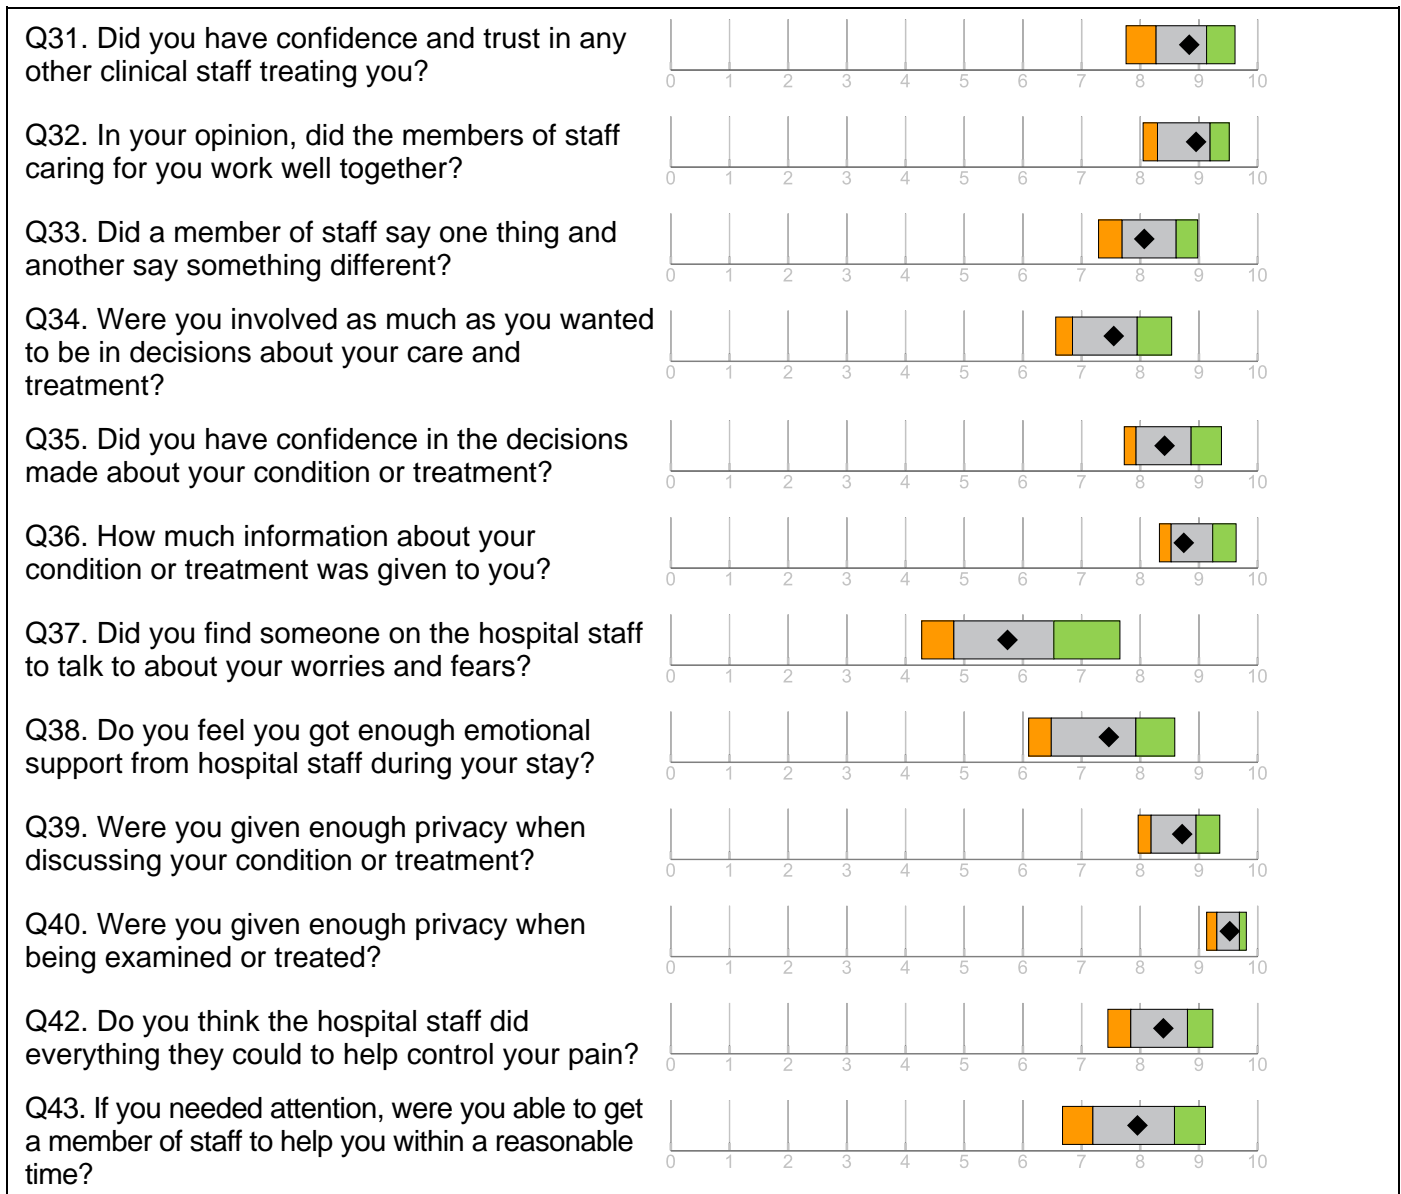 Q31. Did you have confidence and trust in any
other clinical staff treating you?
0 1 2 3 4 5 6 7 8 9 10
Q32. In your opinion, did the members of staff
caring for you work well together?
0 1 2 3 4 5 6 7 8 9 10
Q33. Did a member of staff say one thing and
another say something different?
0 1 2 3 4 5 6 7 8 9 10
Q34. Were you involved as much as you wanted
to be in decisions about your care and
treatment?
0 1 2 3 4 5 6 7 8 9 10
Q35. Did you have confidence in the decisions
made about your condition or treatment?
0 1 2 3 4 5 6 7 8 9 10
Q36. How much information about your
condition or treatment was given to you?
0 1 2 3 4 5 6 7 8 9 10
Q37. Did you find someone on the hospital staff
to talk to about your worries and fears?
0 1 2 3 4 5 6 7 8 9 10
Q38. Do you feel you got enough emotional
support from hospital staff during your stay?
0 1 2 3 4 5 6 7 8 9 10
Q39. Were you given enough privacy when
discussing your condition or treatment?
0 1 2 3 4 5 6 7 8 9 10
Q40. Were you given enough privacy when
being examined or treated?
0 1 2 3 4 5 6 7 8 9 10
Q42. Do you think the hospital staff did
everything they could to help control your pain?
0 1 2 3 4 5 6 7 8 9 10
Q43. If you needed attention, were you able to get
a member of staff to help you within a reasonable
time?
0 1 2 3 4 5 6 7 8 9 10